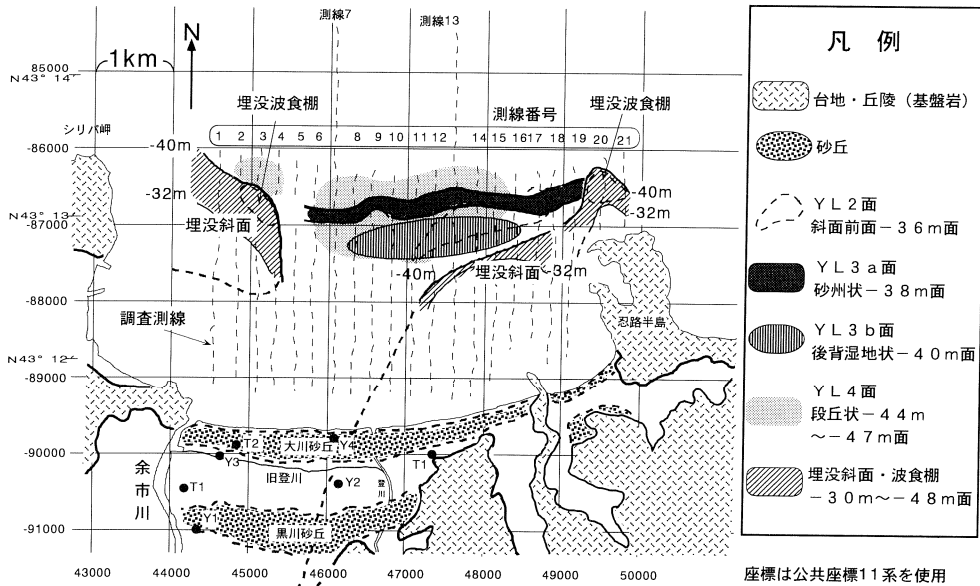 測線7
測線13
N
1km
85000
N43° 14′
埋没波食棚
測線番号
埋没波食棚
シリパ岬
1 2 3 4 5 6 8 9 10 11 12 14 15 16 17 18 19 20 21
-86000
-40m
-32m
-40m
-32m
N43° 13′
-87000
埋没斜面
-40m
埋没斜面
-32m
-88000
調査測線
忍路半島
N43° 12′
-89000
T2
大川砂丘
Y4
-90000
Y3
T1
余市川
旧登川
登川
T1
Y2
Y1
-91000
黒川砂丘
43000 44000 45000 46000 47000 48000 49000 50000
凡例
台地・丘陵(基盤岩)
砂丘
YL2面
斜面前面-36m面
YL3a面
砂州状-38m面
YL3b面
後背湿地状-40m面
YL4面
段丘状-44m
~-47m面
埋没斜面・波食棚
-30m~-48m面
座標は公共座標11系を使用